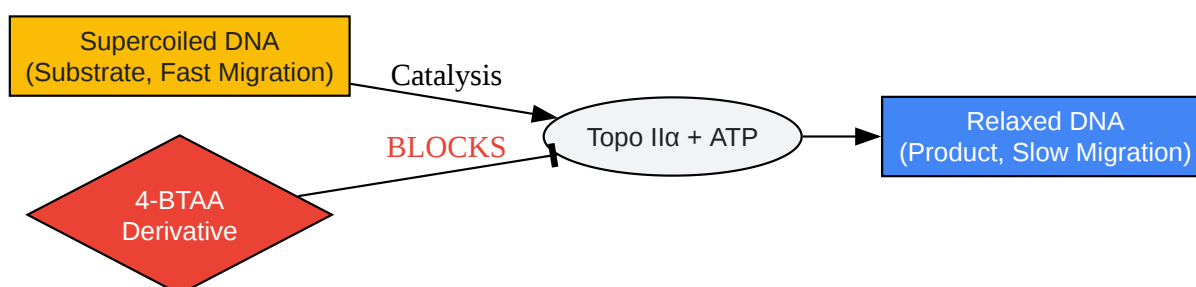 Supercoiled DNA
(Substrate, Fast Migration)
Catalysis
BLOCKS
Topo IIα + ATP
Relaxed DNA
(Product, Slow Migration)
4-BTAA
Derivative